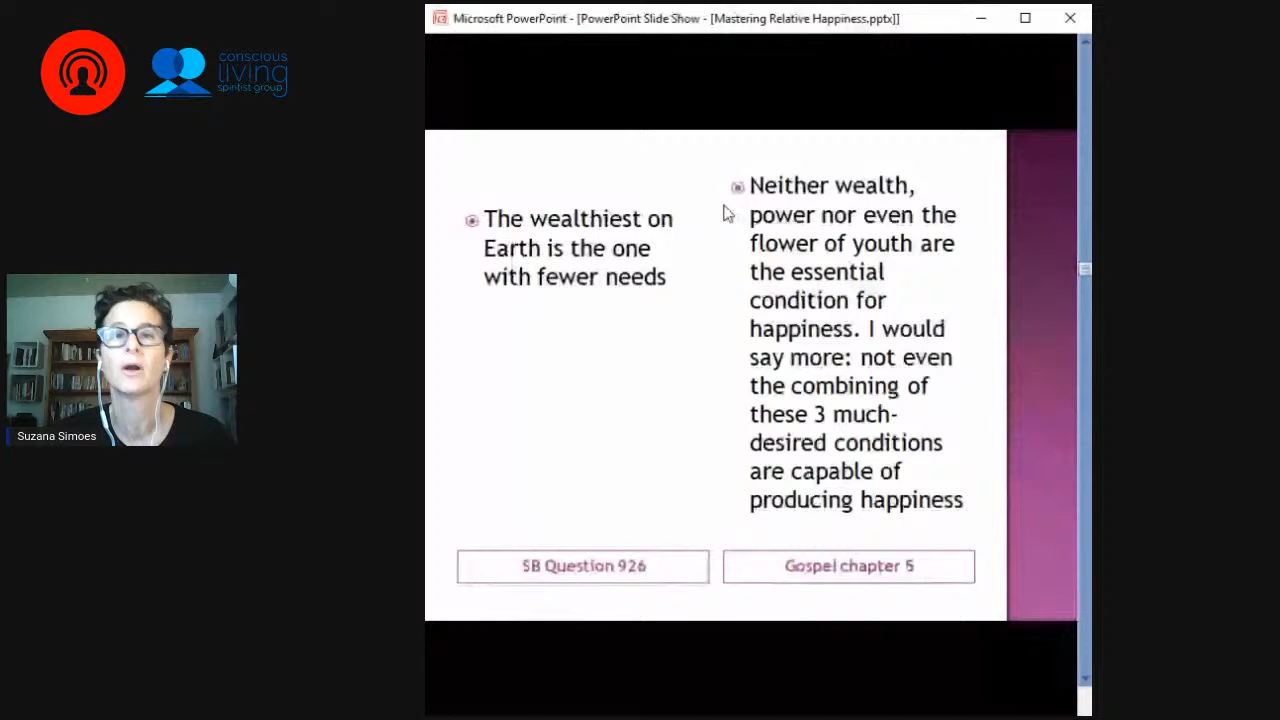 Microsoft PowerPoint - [PowerPoint Slide Show - [Mastering Relative Happiness.pptx]]
conscious
living
spiritist group
The wealthiest on
Earth is the one
with fewer needs
Neither wealth,
power nor even the
flower of youth are
the essential
condition for
happiness. I would
say more: not even
the combining of
these 3 much-
desired conditions
are capable of
producing happiness
Suzana Simoes
SB Question 926
Gospel chapter 5